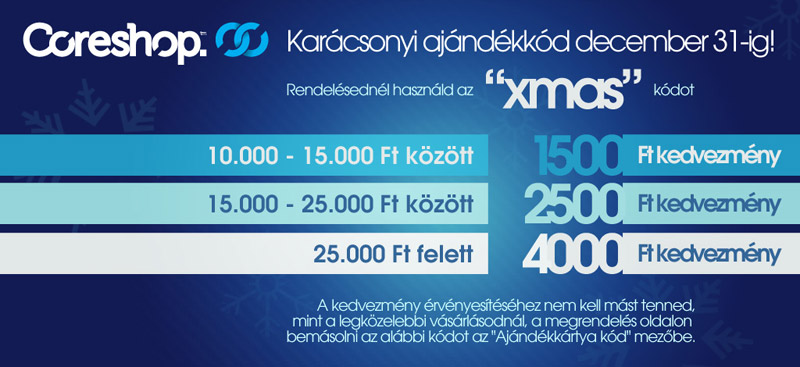 Coreshop.™
Karácsonyi ajándékkód december 31-ig!
Rendelésednél használd az “xmas” kódot
10.000 - 15.000 Ft között 1500 Ft kedvezmény
15.000 - 25.000 Ft között 2500 Ft kedvezmény
25.000 Ft felett 4000 Ft kedvezmény
A kedvezmény érvényesítéséhez nem kell mást tenned,
mint a legközelebbi vásárlásodnál, a megrendelés oldalon
bemásolni az alábbi kódot az "Ajándékkártya kód" mezőbe.